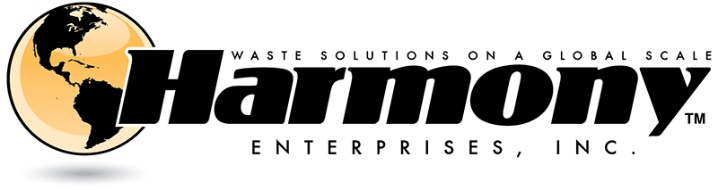 WASTE SOLUTIONS ON A GLOBAL SCALE
Harmony™
ENTERPRISES, INC.